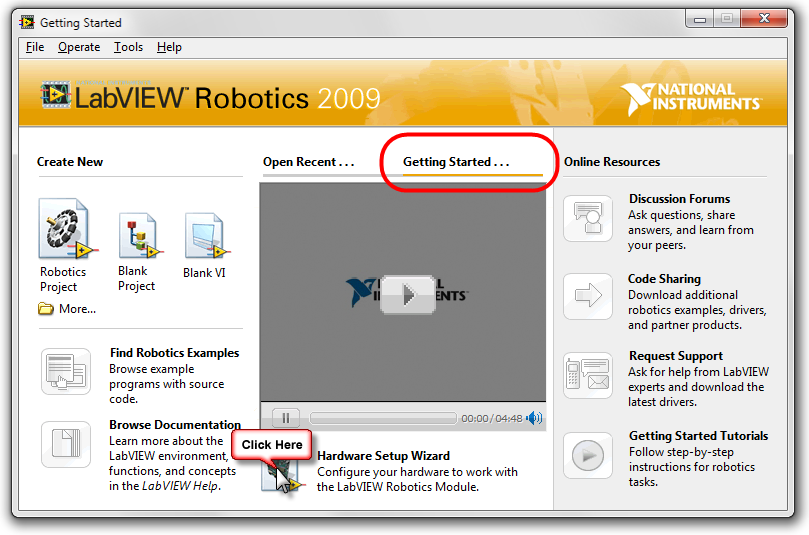 Getting Started
File Operate Tools Help
LabVIEW™ Robotics 2009
NATIONAL
INSTRUMENTS™
Create New
Robotics
Project
Blank
Project
Blank VI
More...
Find Robotics Examples
Browse example
programs with source
code.
Browse Documentation
Learn more about the
LabVIEW environment,
functions, and concepts
in the LabVIEW Help.
Open Recent . . .
Getting Started . . .
NATIONAL
INSTRUMENTS™
00:00/04:48
Click Here
Hardware Setup Wizard
Configure your hardware to work with
the LabVIEW Robotics Module.
Online Resources
Discussion Forums
Ask questions, share
answers, and learn from
your peers.
Code Sharing
Download additional
robotics examples, drivers,
and partner products.
Request Support
Ask for help from LabVIEW
experts and download the
latest drivers.
Getting Started Tutorials
Follow step-by-step
instructions for robotics
tasks.